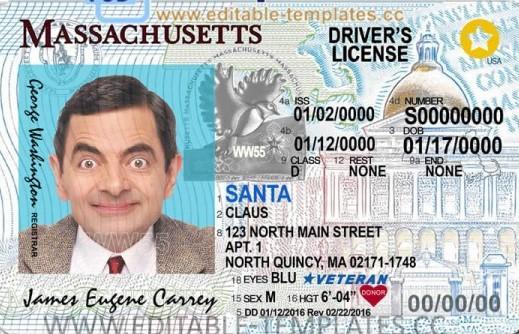 www.editable-templates.cc
MASSACHUSETTS
DRIVER'S
LICENSE
USA
4a ISS
01/02/0000
4d NUMBER
S00000000
4b
01/12/0000
3 DOB
01/17/0000
9 CLASS
D
12 REST
NONE
9a END
NONE
WW55
George Washington
REGISTRAR
1 SANTA
2 CLAUS
8 123 NORTH MAIN STREET
APT. 1
NORTH QUINCY, MA 02171-1748
18 EYES BLU ★VETERAN
15 SEX M 16 HGT 6'-04"
DONOR
00/00/00
5 DD 01/12/2016 Rev 02/22/2016
WW55
James Eugene Carrey
WWW.EDITABLE-TEMPLATES.CC